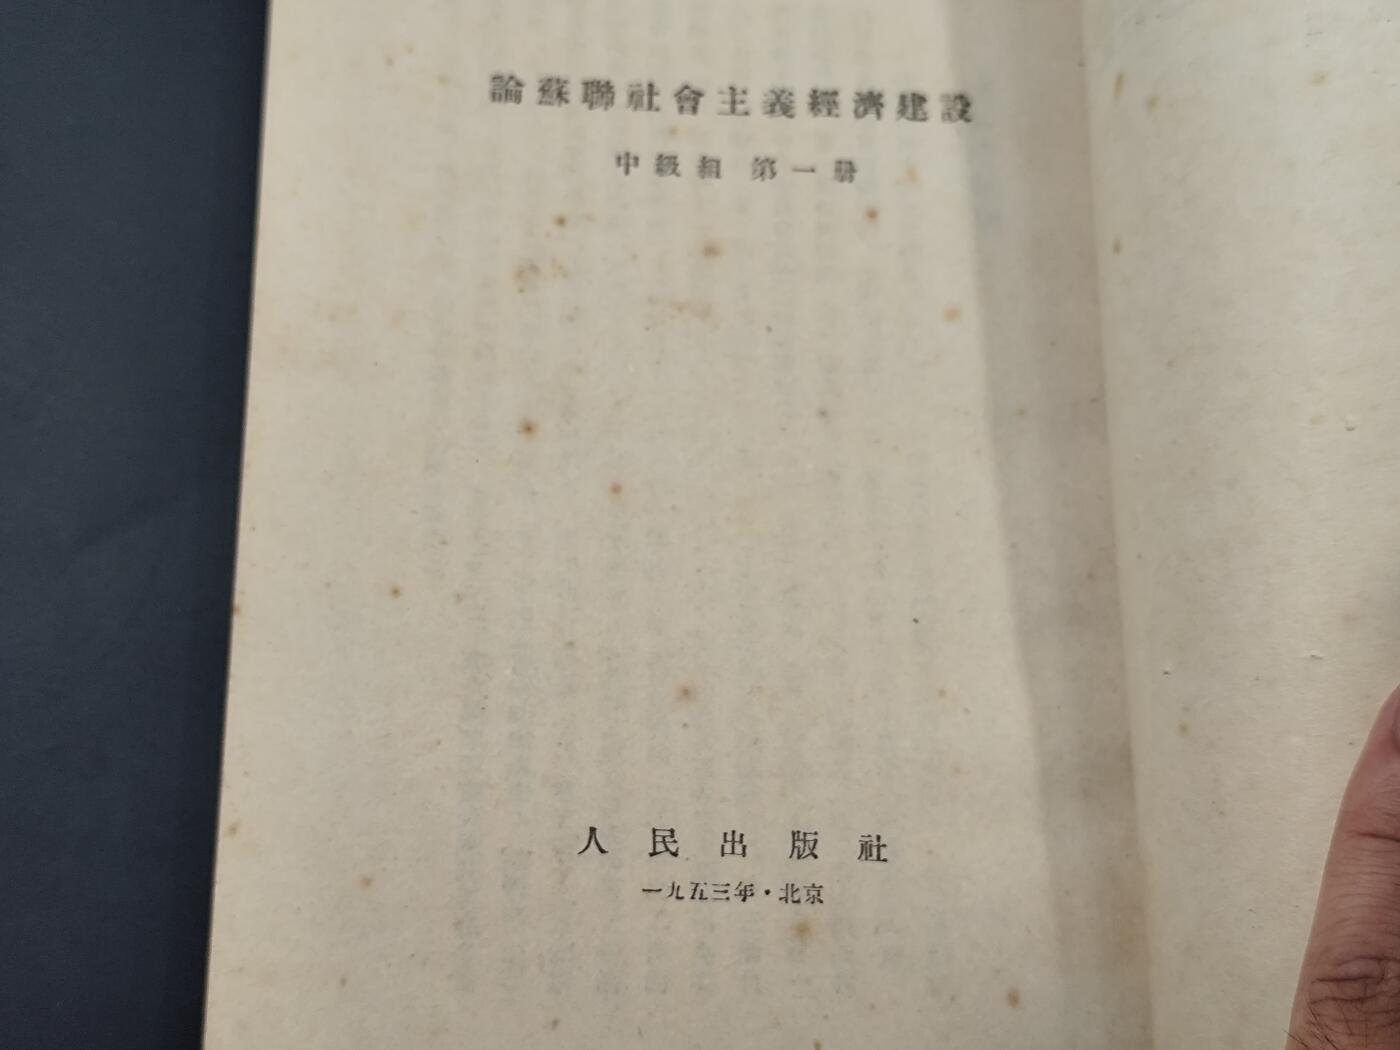 論蘇聯社會主義經濟建設
中級組 第一册
人民出版社
一九五三年·北京